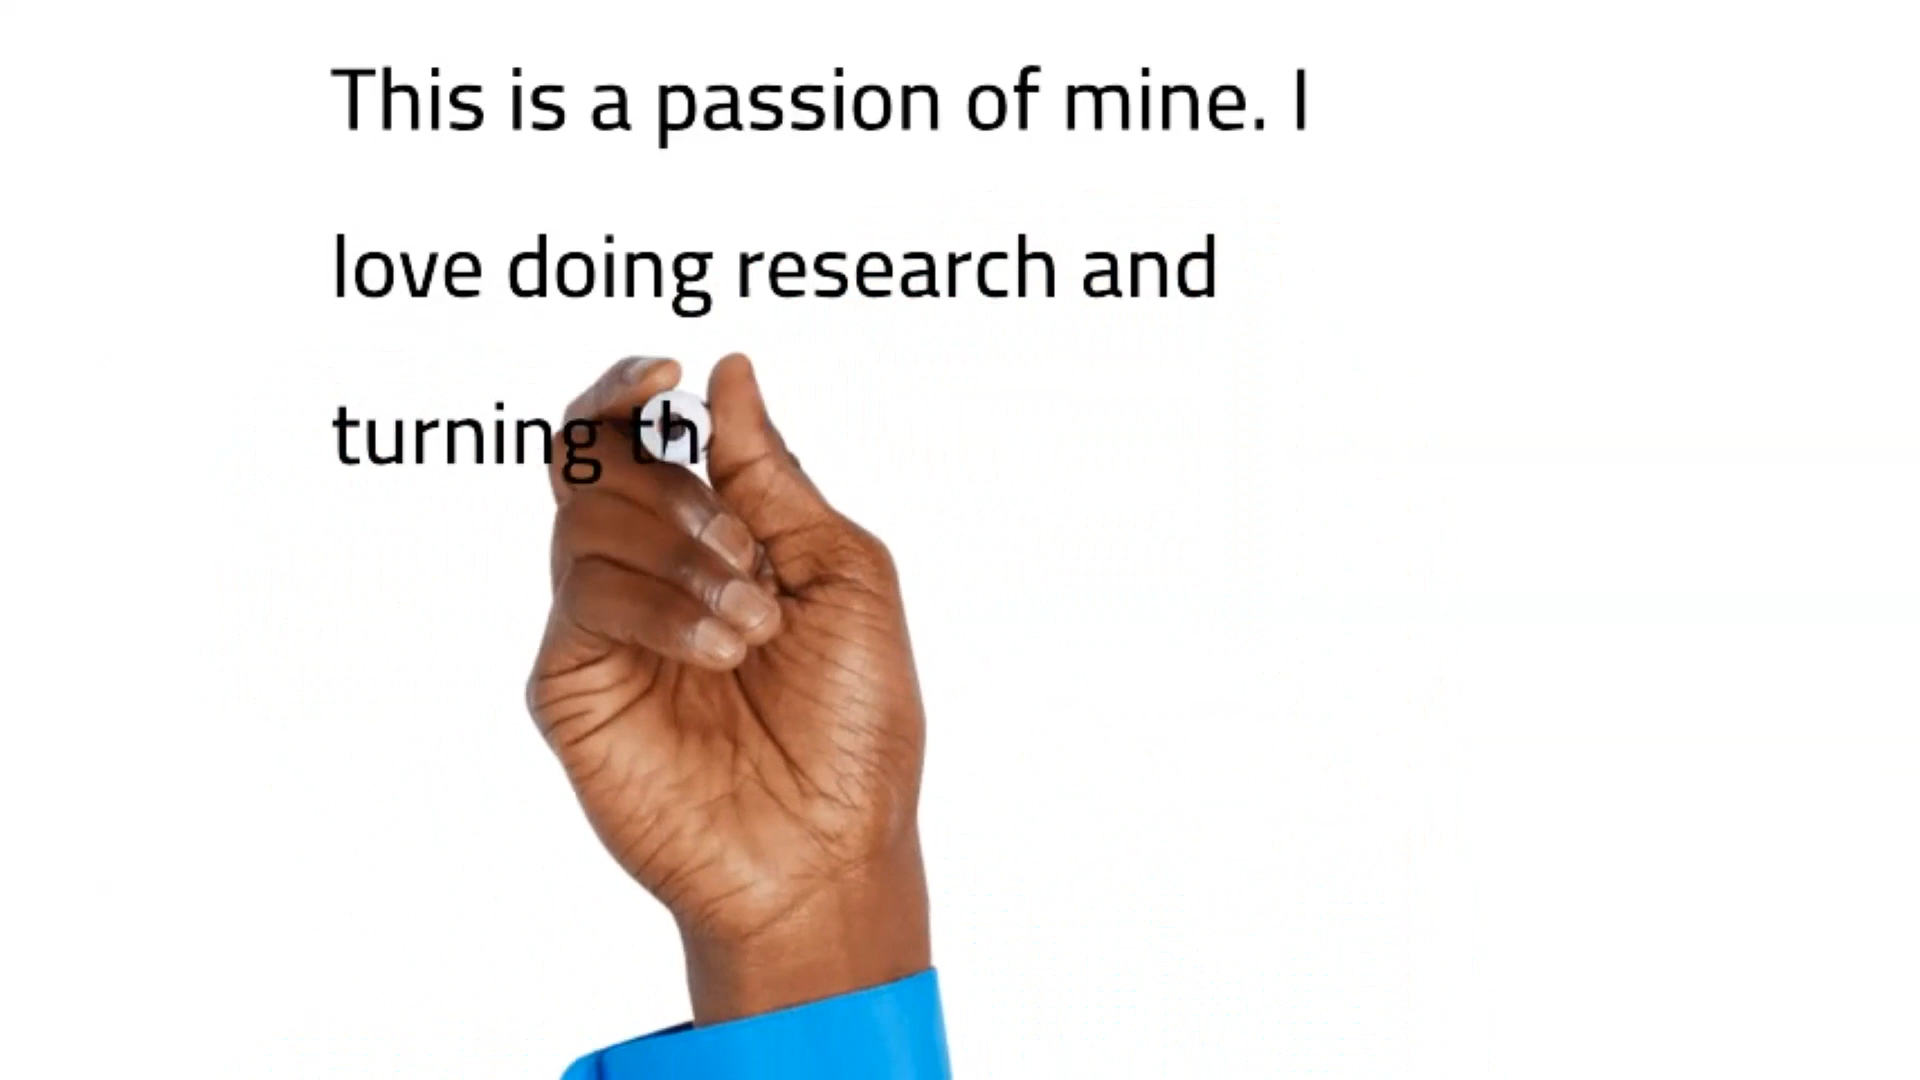 This is a passion of mine. I
love doing research and
turning th